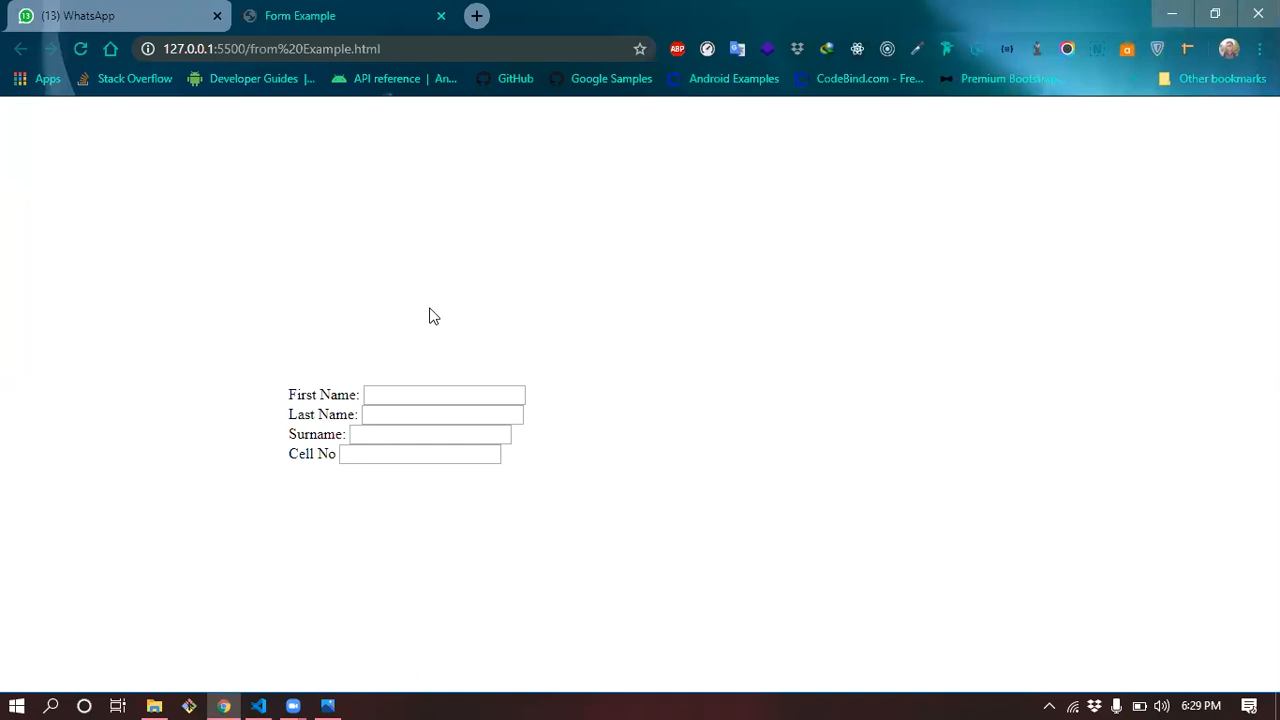 13 (13) WhatsApp
Form Example
127.0.0.1:5500/from%20Example.html
ABP
Apps
Stack Overflow
Developer Guides |...
API reference | An...
GitHub
Google Samples
Android Examples
CodeBind.com - Fre...
Premium Bootstrap...
Other bookmarks
First Name:
Last Name:
Surname:
Cell No
6:29 PM